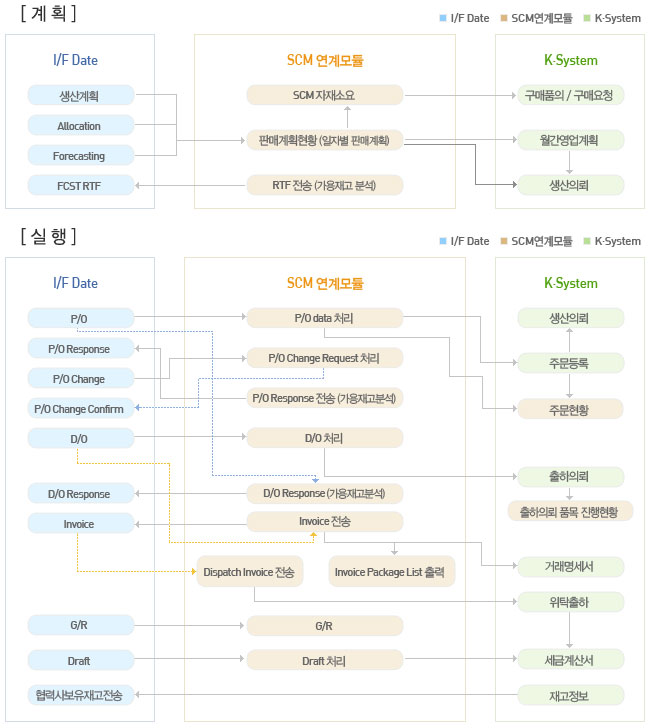 [ 계 획 ]
I/F Date SCM연계모듈 K-System
I/F Date SCM 연계모듈 K-System
생산계획 SCM 자재소요 구매품의 / 구매요청
Allocation 판매계획현황 (일자별 판매계획) 월간영업계획
Forecasting
FCST RTF RTF 전송 (가용재고 분석) 생산의뢰
[ 실 행 ]
I/F Date SCM연계모듈 K-System
I/F Date SCM 연계모듈 K-System
P/O P/O data 처리 생산의뢰
P/O Response P/O Change Request 처리 주문등록
P/O Change P/O Response 전송 (가용재고분석)
P/O Change Confirm 주문현황
D/O D/O 처리
출하의뢰
D/O Response D/O Response (가용재고분석)
출하의뢰 품목 진행현황
Invoice Invoice 전송
Dispatch Invoice 전송 Invoice Package List 출력 거래명세서
위탁출하
G/R G/R
Draft Draft 처리 세금계산서
협력사보유재고전송 재고정보